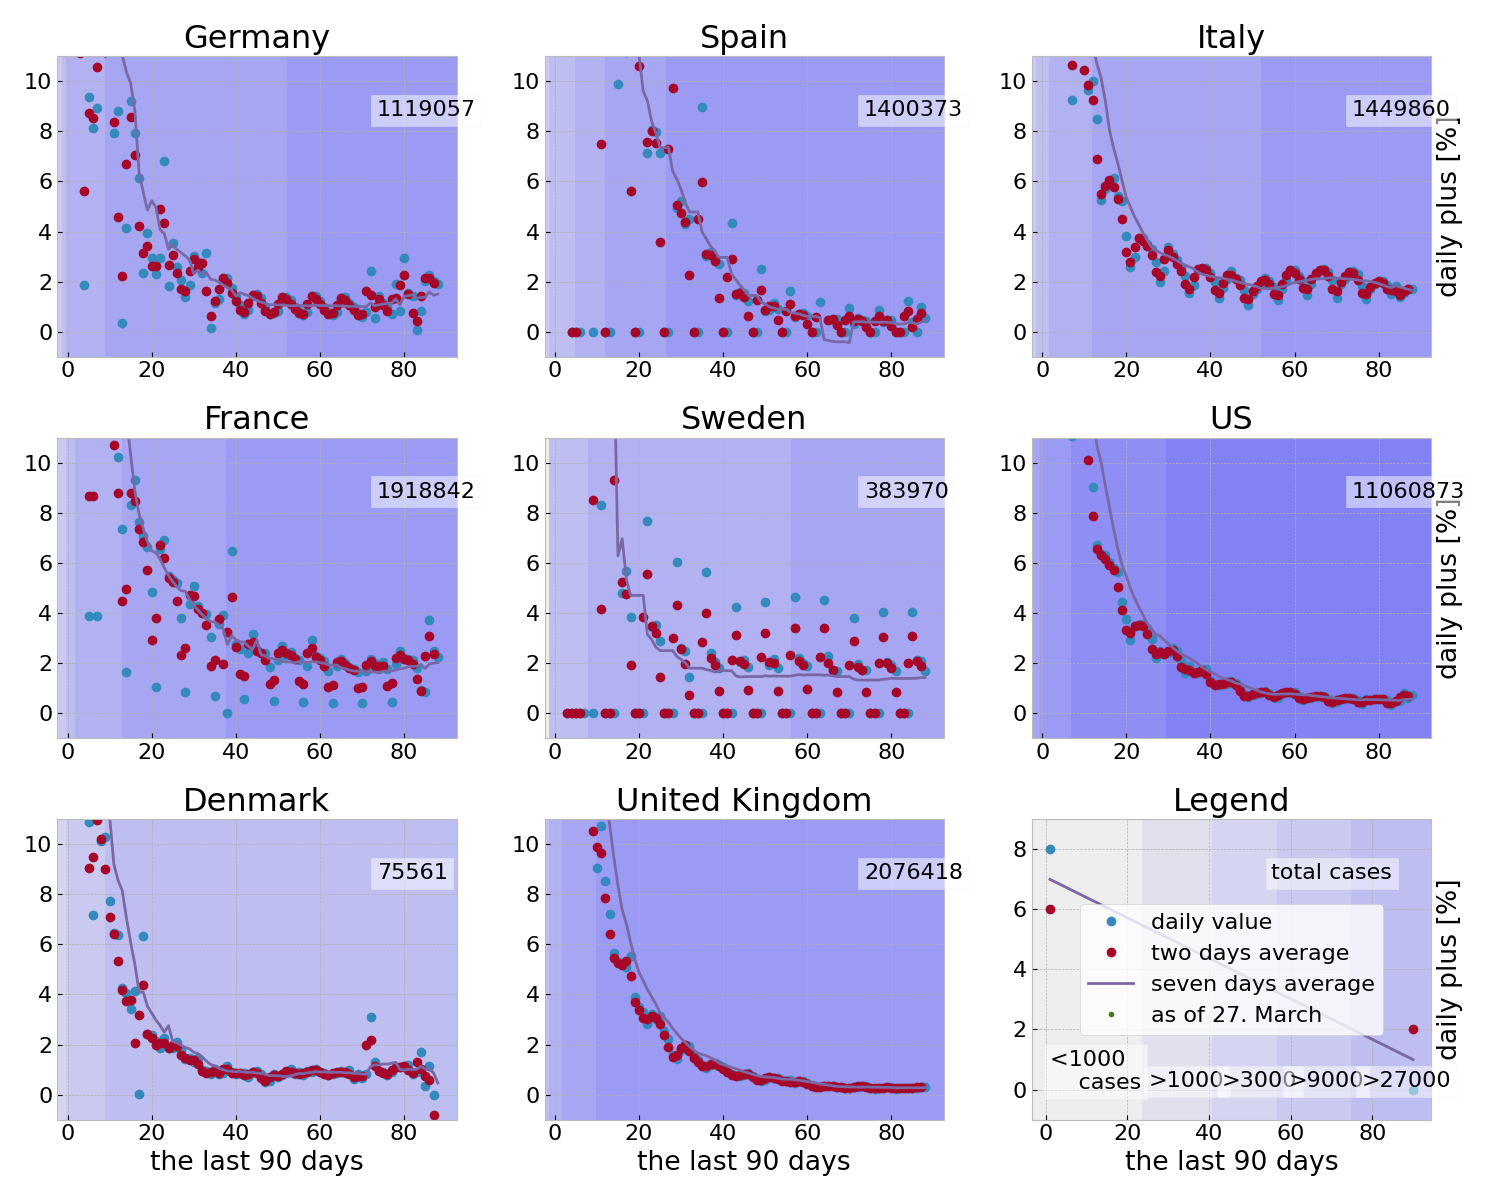 Germany
Spain
Italy
10
8
6
4
2
0
1119057
10
8
6
4
2
0
1400373
10
8
6
4
2
0
1449860
daily plus [%]
0 20 40 60 80
0 20 40 60 80
0 20 40 60 80
France
Sweden
US
10
8
6
4
2
0
1918842
10
8
6
4
2
0
383970
10
8
6
4
2
0
11060873
daily plus [%]
0 20 40 60 80
0 20 40 60 80
0 20 40 60 80
Denmark
United Kingdom
Legend
10
8
6
4
2
0
75561
10
8
6
4
2
0
2076418
8
6
4
2
0
total cases
daily value
two days average
seven days average
as of 27. March
<1000
cases >1000 >3000 >9000 >27000
daily plus [%]
0 20 40 60 80
0 20 40 60 80
0 20 40 60 80
the last 90 days
the last 90 days
the last 90 days